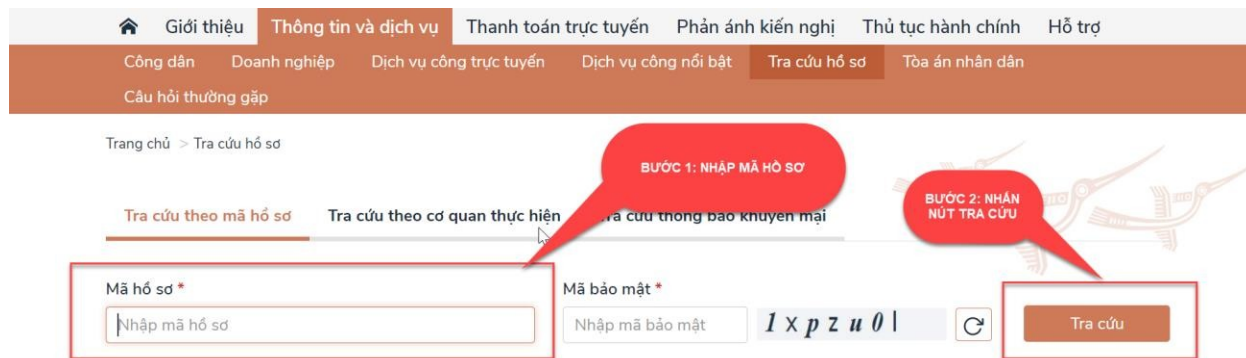 Giới thiệu Thông tin và dịch vụ Thanh toán trực tuyến Phản ánh kiến nghị Thủ tục hành chính Hỗ trợ
Công dân Doanh nghiệp Dịch vụ công trực tuyến Dịch vụ công nổi bật Tra cứu hồ sơ Tòa án nhân dân
Câu hỏi thường gặp
Trang chủ > Tra cứu hồ sơ
BƯỚC 1: NHẬP MÃ HỒ SƠ
BƯỚC 2: NHẤN
NÚT TRA CỨU
Tra cứu theo mã hồ sơ Tra cứu theo cơ quan thực hiện Tra cứu thông báo khuyến mại
Mã hồ sơ * Mã bảo mật *
Nhập mã hồ sơ Nhập mã bảo mật 1 x p z u 0 l Tra cứu